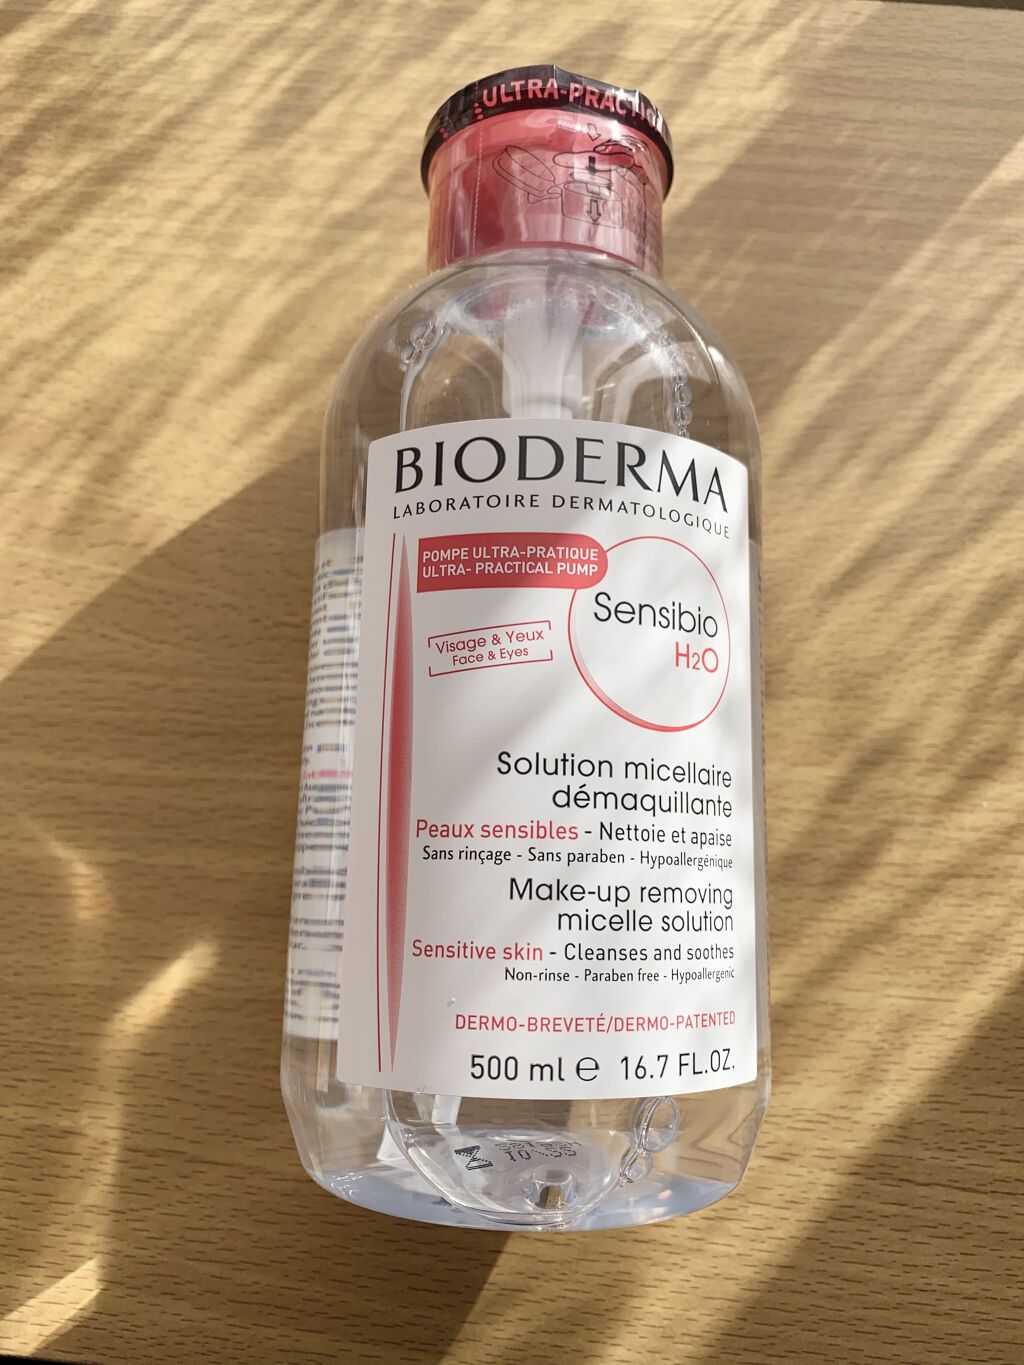 ULTRA-PRACTIC
BIODERMA
LABORATOIRE DERMATOLOGIQUE
POMPE ULTRA-PRATIQUE
ULTRA- PRACTICAL PUMP
Sensibio
H2O
Visage & Yeux
Face & Eyes
Solution micellaire
démaquillante
Peaux sensibles - Nettoie et apaise
Sans rinçage - Sans paraben - Hypoallergénique
Make-up removing
micelle solution
Sensitive skin - Cleanses and soothes
Non-rinse - Paraben free - Hypoallergenic
DERMO-BREVETÉ/DERMO-PATENTED
500 ml ℮ 16.7 FL.OZ.